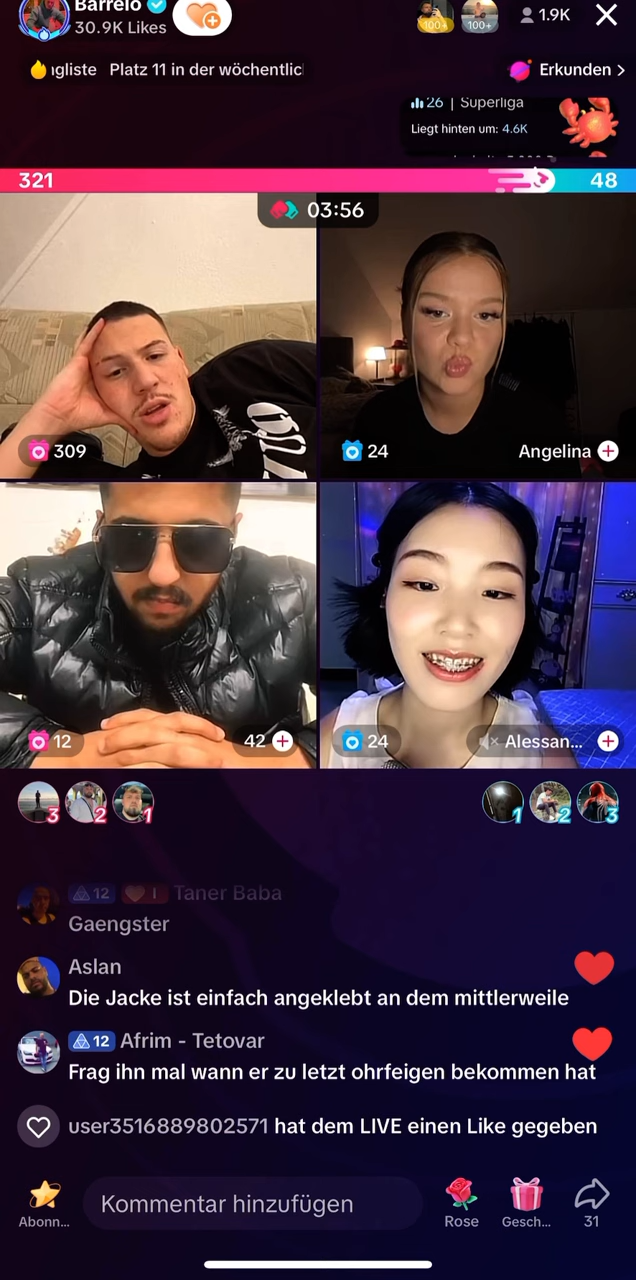 Barrelo
30.9K Likes
100+
100+
1.9K
ngliste Platz 11 in der wöchentlic
Erkunden
26 | Superliga
Liegt hinten um: 4.6K
321
48
03:56
309
24
Angelina
12
42
24
Alessan...
3
2
1
1
2
3
12 I Taner Baba
Gaengster
Aslan
Die Jacke ist einfach angeklebt an dem mittlerweile
12 Afrim - Tetovar
Frag ihn mal wann er zu letzt ohrfeigen bekommen hat
user3516889802571 hat dem LIVE einen Like gegeben
Abonn...
Kommentar hinzufügen
Rose
Gesch...
31